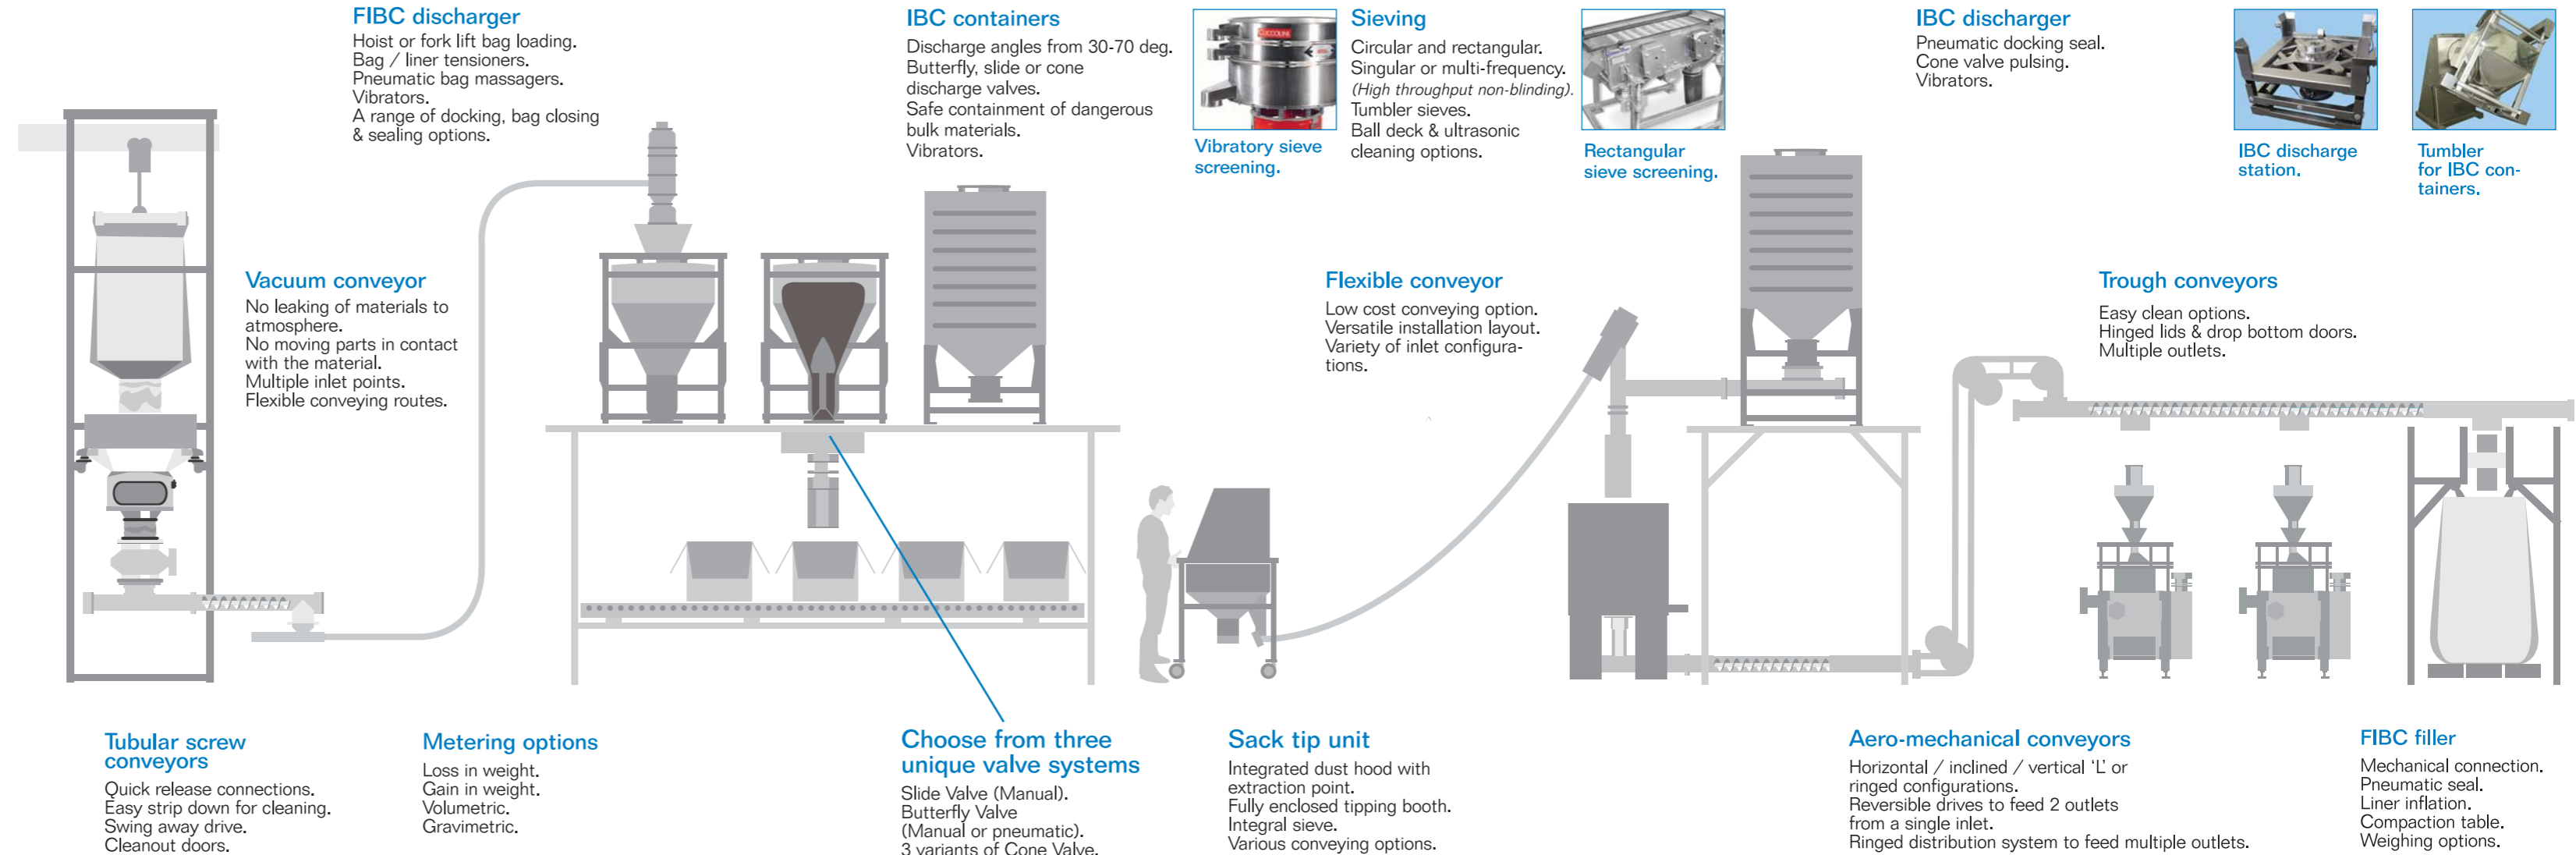 FIBC discharger
Hoist or fork lift bag loading.
Bag / liner tensioners.
Pneumatic bag massagers.
Vibrators.
A range of docking, bag closing
& sealing options.
IBC containers
Discharge angles from 30-70 deg.
Butterfly, slide or cone
discharge valves.
Safe containment of dangerous
bulk materials.
Vibrators.
CUCCOLINI
Vibratory sieve
screening.
Sieving
Circular and rectangular.
Singular or multi-frequency.
(High throughput non-blinding).
Tumbler sieves.
Ball deck & ultrasonic
cleaning options.
Rectangular
sieve screening.
IBC discharger
Pneumatic docking seal.
Cone valve pulsing.
Vibrators.
IBC discharge
station.
Tumbler
for IBC con-
tainers.
Vacuum conveyor
No leaking of materials to
atmosphere.
No moving parts in contact
with the material.
Multiple inlet points.
Flexible conveying routes.
Flexible conveyor
Low cost conveying option.
Versatile installation layout.
Variety of inlet configura-
tions.
Trough conveyors
Easy clean options.
Hinged lids & drop bottom doors.
Multiple outlets.
Tubular screw
conveyors
Quick release connections.
Easy strip down for cleaning.
Swing away drive.
Cleanout doors.
Metering options
Loss in weight.
Gain in weight.
Volumetric.
Gravimetric.
Choose from three
unique valve systems
Slide Valve (Manual).
Butterfly Valve
(Manual or pneumatic).
3 variants of Cone Valve.
Sack tip unit
Integrated dust hood with
extraction point.
Fully enclosed tipping booth.
Integral sieve.
Various conveying options.
Aero-mechanical conveyors
Horizontal / inclined / vertical ‘L’ or
ringed configurations.
Reversible drives to feed 2 outlets
from a single inlet.
Ringed distribution system to feed multiple outlets.
FIBC filler
Mechanical connection.
Pneumatic seal.
Liner inflation.
Compaction table.
Weighing options.